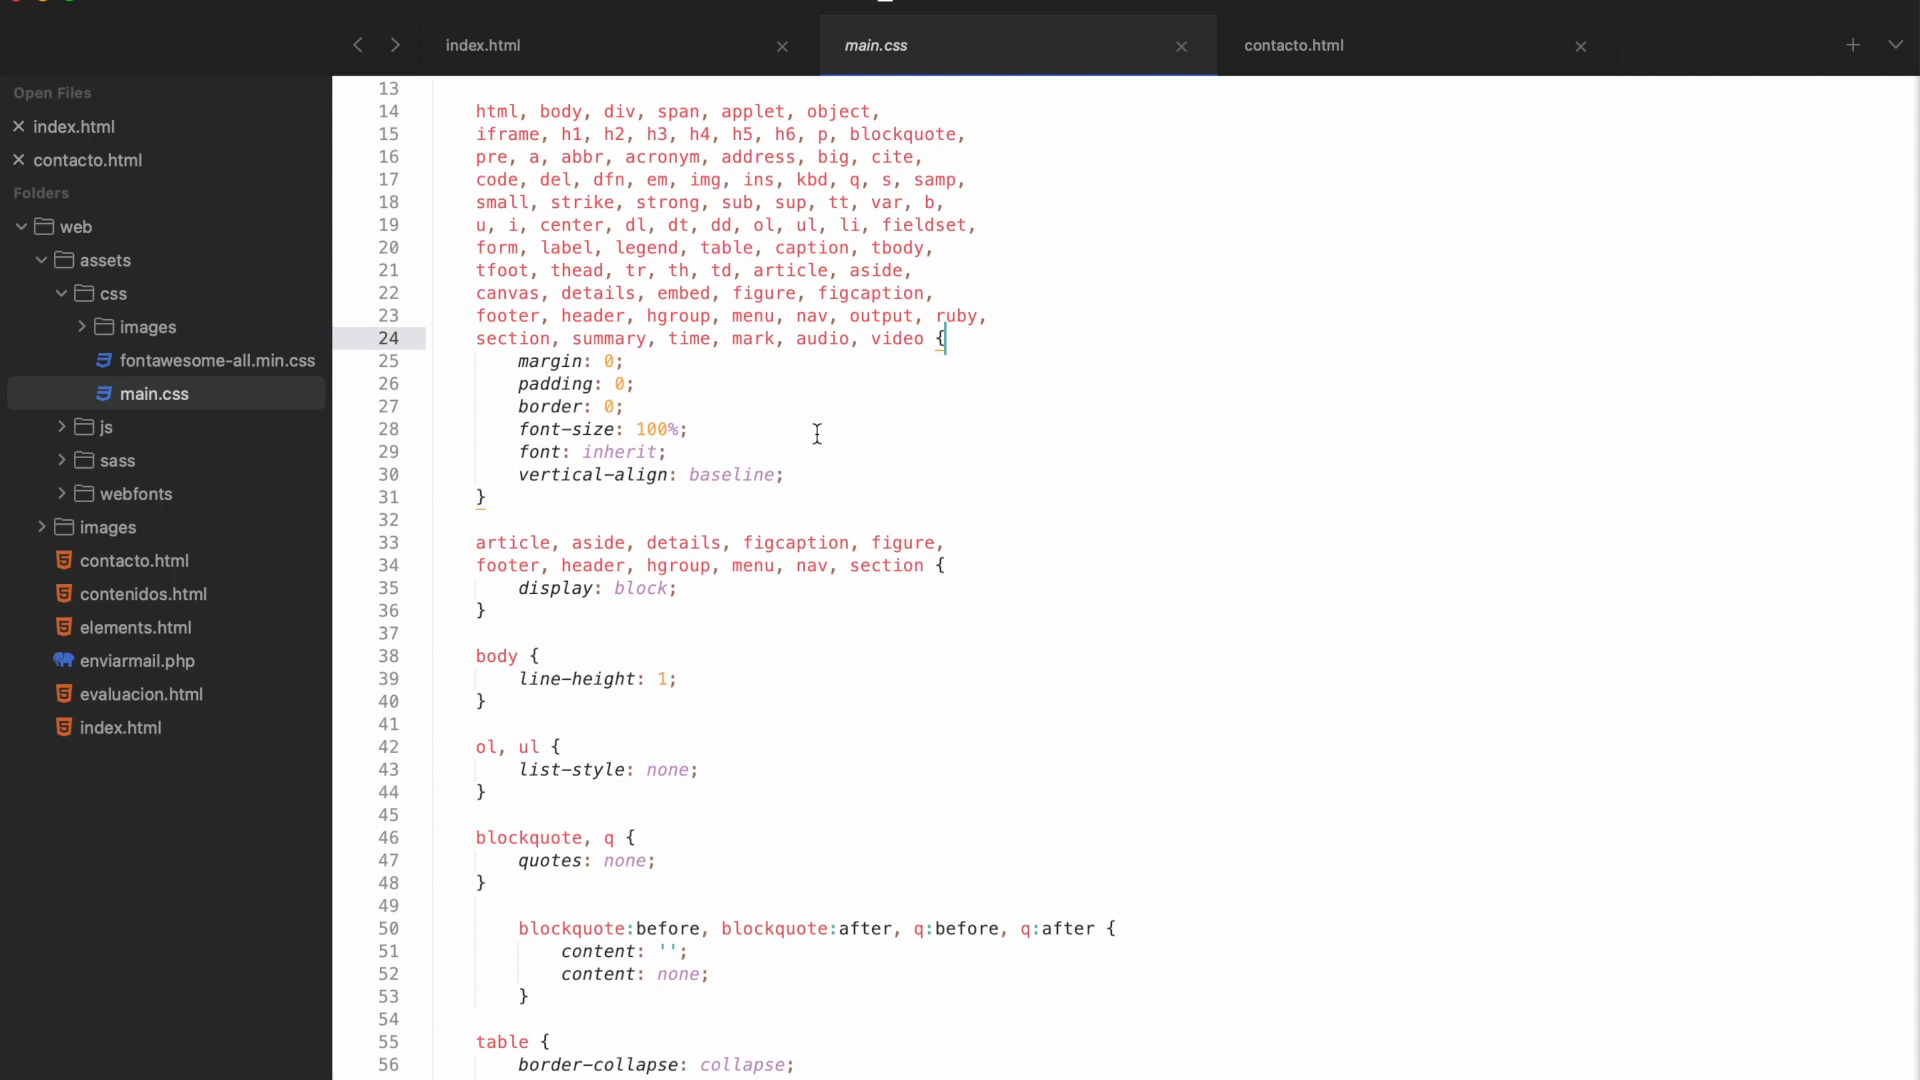 index.html
main.css
contacto.html
Open Files
index.html
contacto.html
Folders
web
assets
css
images
fontawesome-all.min.css
main.css
js
sass
webfonts
images
contacto.html
contenidos.html
elements.html
enviarmail.php
evaluacion.html
index.html
13
14 html, body, div, span, applet, object,
15 iframe, h1, h2, h3, h4, h5, h6, p, blockquote,
16 pre, a, abbr, acronym, address, big, cite,
17 code, del, dfn, em, img, ins, kbd, q, s, samp,
18 small, strike, strong, sub, sup, tt, var, b,
19 u, i, center, dl, dt, dd, ol, ul, li, fieldset,
20 form, label, legend, table, caption, tbody,
21 tfoot, thead, tr, th, td, article, aside,
22 canvas, details, embed, figure, figcaption,
23 footer, header, hgroup, menu, nav, output, ruby,
24 section, summary, time, mark, audio, video {
25 margin: 0;
26 padding: 0;
27 border: 0;
28 font-size: 100%;
29 font: inherit;
30 vertical-align: baseline;
31 }
32
33 article, aside, details, figcaption, figure,
34 footer, header, hgroup, menu, nav, section {
35 display: block;
36 }
37
38 body {
39 line-height: 1;
40 }
41
42 ol, ul {
43 list-style: none;
44 }
45
46 blockquote, q {
47 quotes: none;
48 }
49
50 blockquote:before, blockquote:after, q:before, q:after {
51 content: '';
52 content: none;
53 }
54
55 table {
56 border-collapse: collapse;